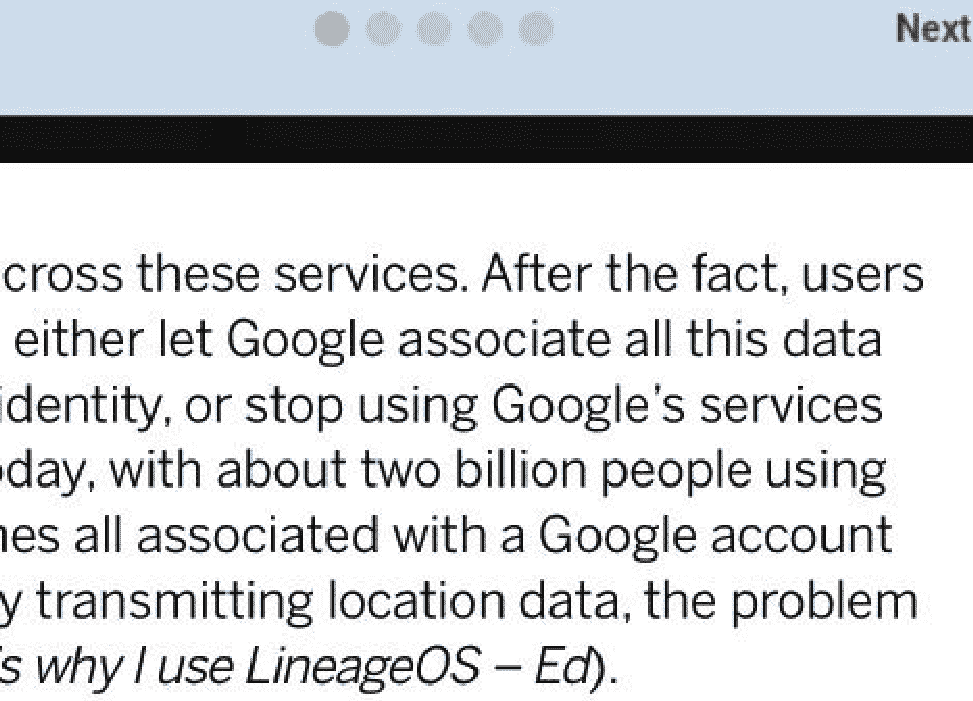 Next
cross these services. After the fact, users
either let Google associate all this data
identity, or stop using Google's services
day, with about two billion people using
es all associated with a Google account
y transmitting location data, the problem
s why I use LineageOS – Ed).